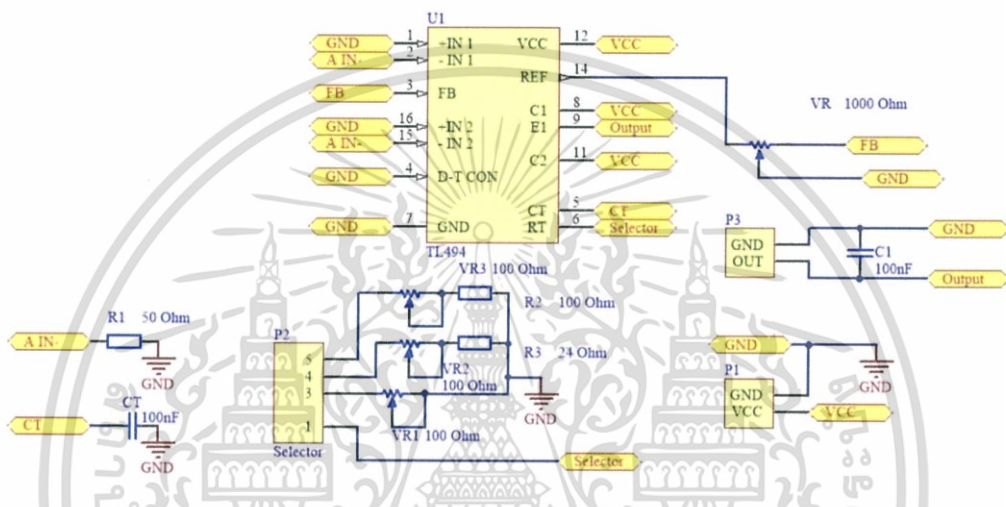 U1
GND 1 +IN 1 VCC 12 VCC
A IN- 2 - IN 1
REF 14
FB 3 FB
VR 1000 Ohm
C1 8 VCC
GND 16 +IN 2 E1 9 Output
A IN- 15 - IN 2
FB
C2 11 VCC
GND 4 D-T CON
GND
CT 5 CT
GND 7 GND RT 6 Selector
TL494
P3
GND
OUT
GND
C1
100nF
Output
VR3 100 Ohm
R2 100 Ohm
R1 50 Ohm
A IN-
GND
P2
5
4
3
1
Selector
VR2
100 Ohm
R3 24 Ohm
VR1 100 Ohm
GND
Selector
CT
CT
100nF
GND
GND
P1
GND
VCC
VCC
GND